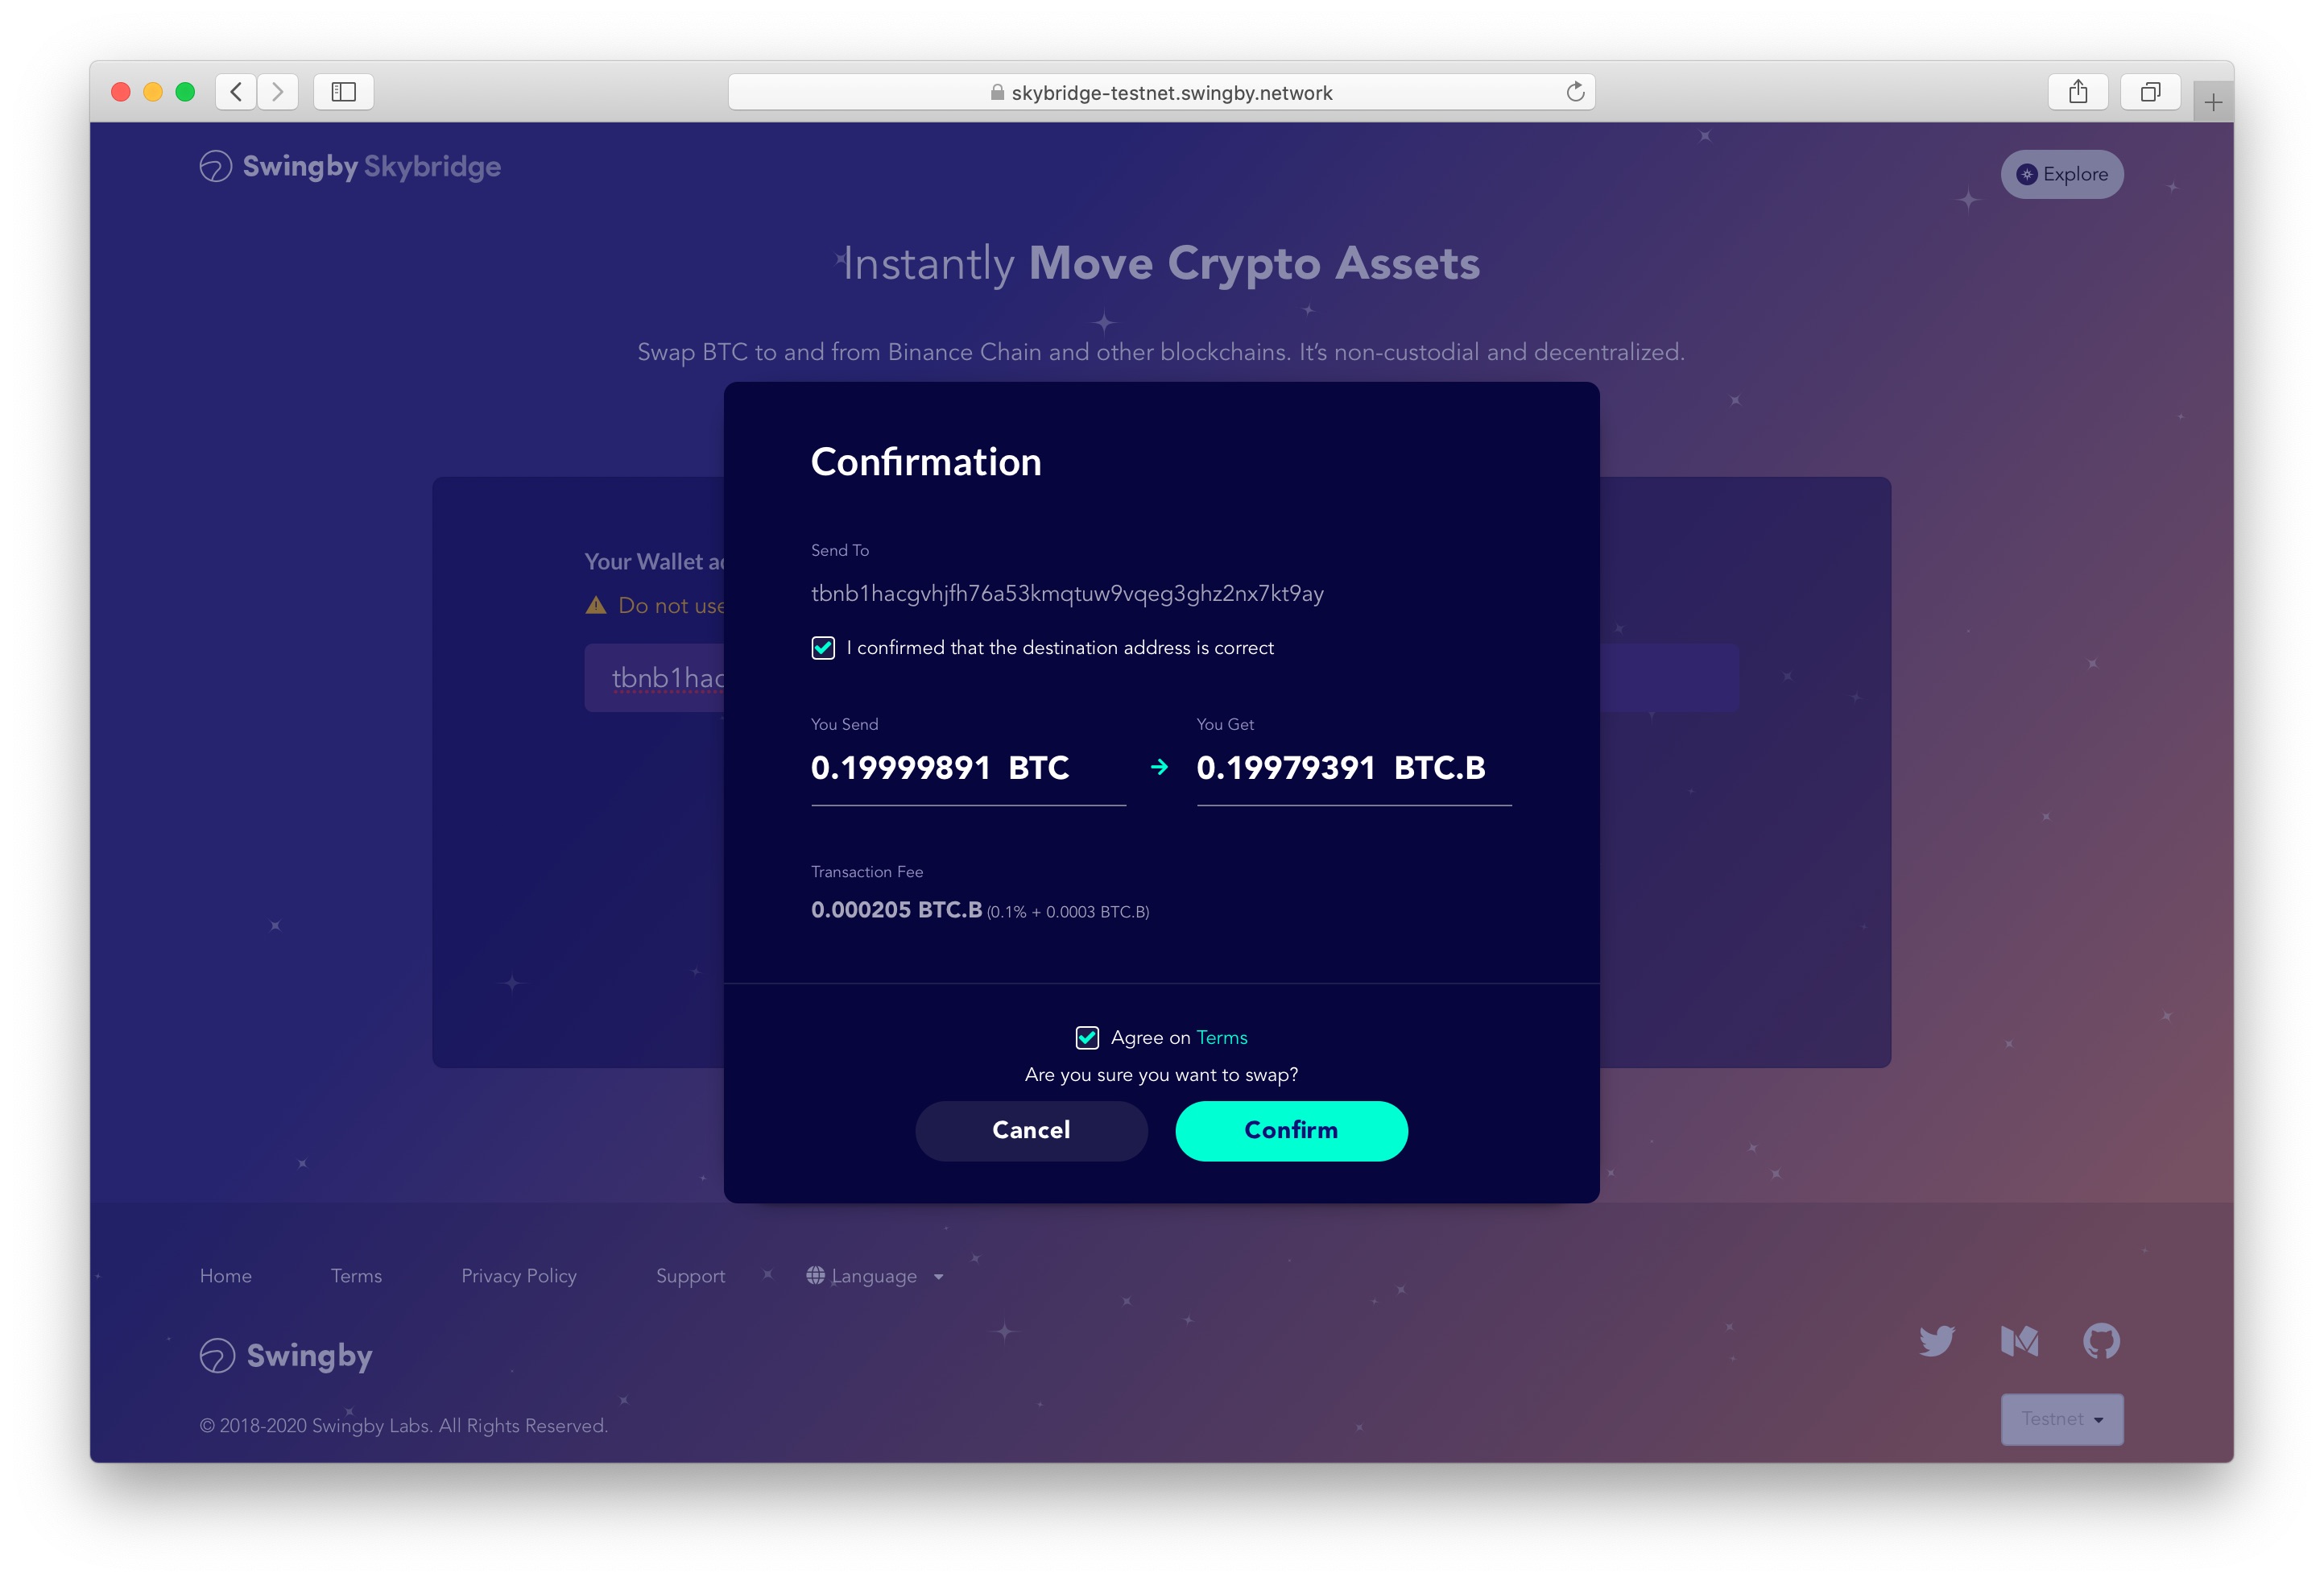 skybridge-testnet.swingby.network
Swingby Skybridge
Explore
Instantly Move Crypto Assets
Swap BTC to and from Binance Chain and other blockchains. It's non-custodial and decentralized.
Confirmation
Your Wallet
Do not use
tbnb1hac
Send To
tbnb1hacgvhjfh76a53kmqtuw9vqeg3ghz2nx7kt9ay
I confirmed that the destination address is correct
You Send
You Get
0.19999891 BTC
0.19979391 BTC.B
Transaction Fee
0.000205 BTC.B (0.1% + 0.0003 BTC.B)
Agree on Terms
Are you sure you want to swap?
Cancel
Confirm
Home
Terms
Privacy Policy
Support
Language
Swingby
© 2018-2020 Swingby Labs. All Rights Reserved.
Testnet